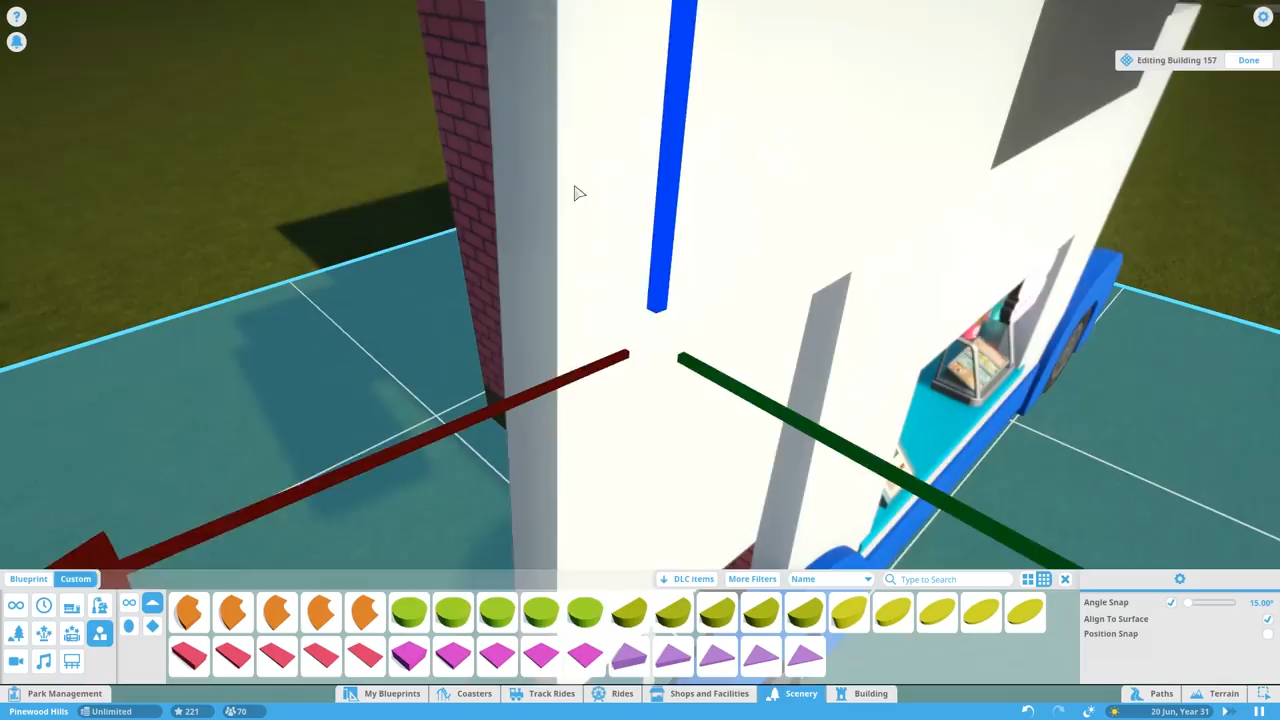 Editing Building 157 Done
Blueprint Custom DLC items More Filters Name Type to Search
Angle Snap 15.00°
Align To Surface
Position Snap
Park Management My Blueprints Coasters Track Rides Rides Shops and Facilities Scenery Building Paths Terrain
Pinewood Hills Unlimited 221 70 20 Jun, Year 31